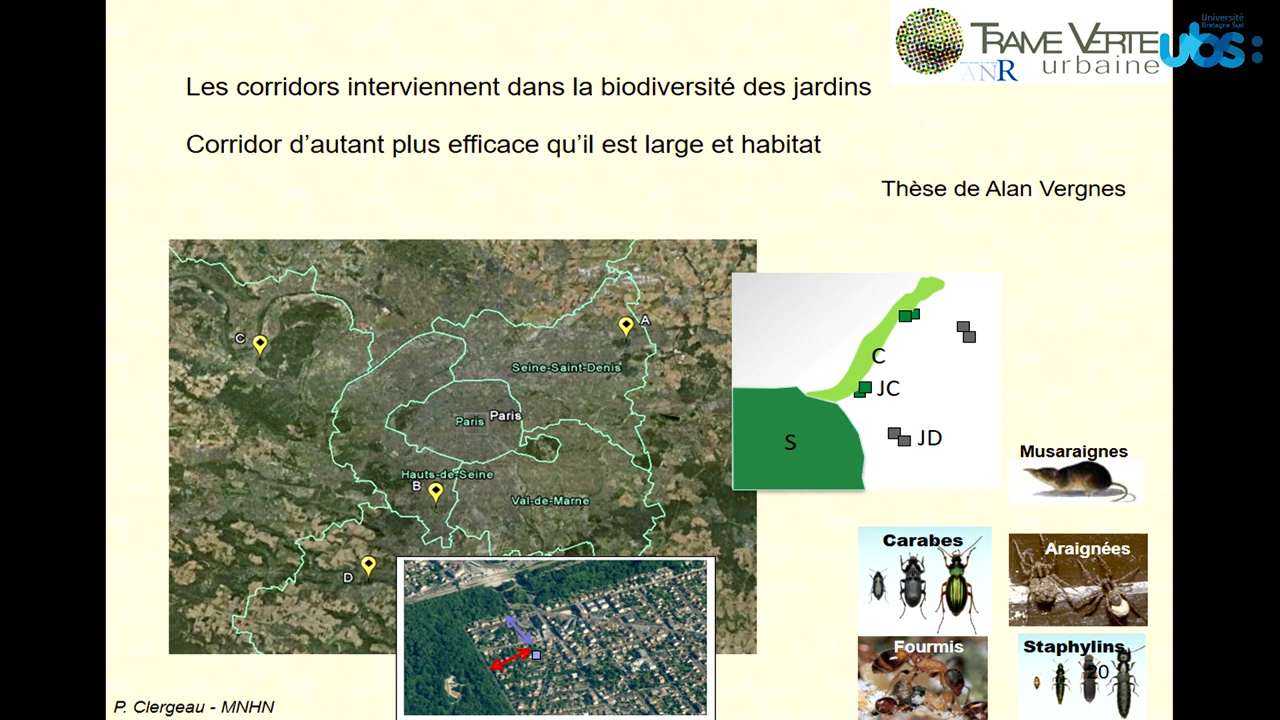 TRAME VERTE
urbaine
ANR
Université
Bretagne Sud
ubs:
Les corridors interviennent dans la biodiversité des jardins
Corridor d'autant plus efficace qu'il est large et habitat
Thèse de Alan Vergnes
C
A
Seine-Saint-Denis
Paris
Paris
Hauts-de-Seine
B
Val-de-Marne
D
C
JC
S
JD
Musaraignes
Carabes
Araignées
Fourmis
Staphylins
20
P. Clergeau - MNHN